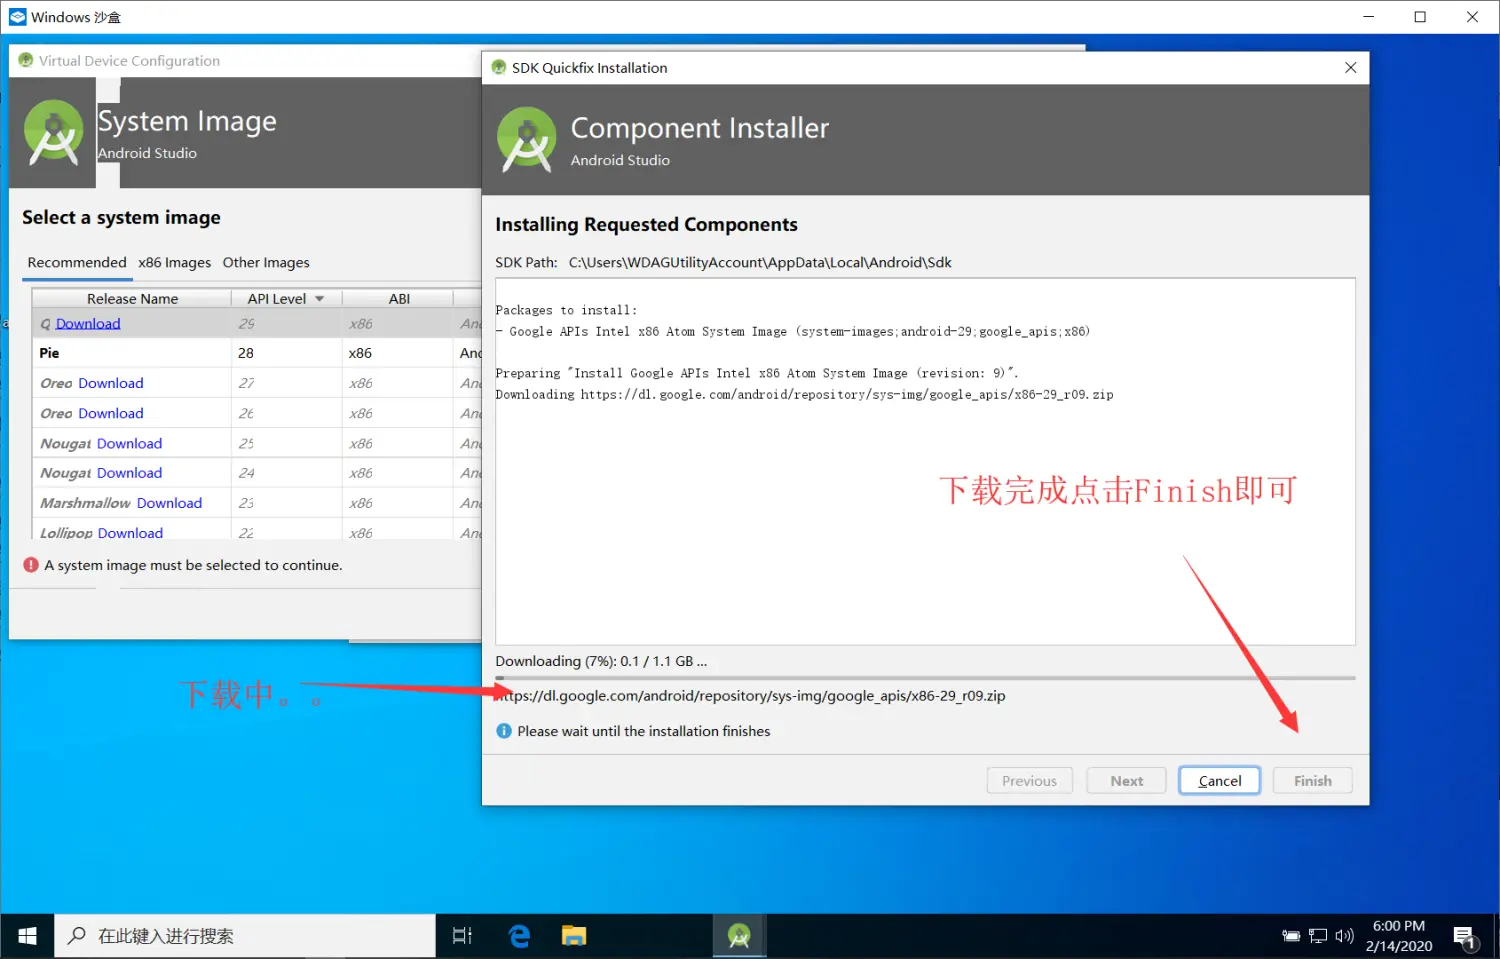 Windows 沙盒
Virtual Device Configuration
System Image
Android Studio
Select a system image
Recommended x86 Images Other Images
Release Name API Level ABI
Q Download 29 x86 And
Pie 28 x86 And
Oreo Download 27 x86 And
Oreo Download 26 x86 And
Nougat Download 25 x86 And
Nougat Download 24 x86 And
Marshmallow Download 23 x86 And
Lollipop Download 22 x86 And
A system image must be selected to continue.
SDK Quickfix Installation
Component Installer
Android Studio
Installing Requested Components
SDK Path: C:\Users\WDAGUtilityAccount\AppData\Local\Android\Sdk
Packages to install:
- Google APIs Intel x86 Atom System Image (system-images;android-29;google_apis;x86)
Preparing "Install Google APIs Intel x86 Atom System Image (revision: 9)".
Downloading https://dl.google.com/android/repository/sys-img/google_apis/x86-29_r09.zip
下载完成点击Finish即可
Downloading (7%): 0.1 / 1.1 GB ...
下载中。。
https://dl.google.com/android/repository/sys-img/google_apis/x86-29_r09.zip
Please wait until the installation finishes
Previous Next Cancel Finish
在此键入进行搜索
6:00 PM
2/14/2020
1